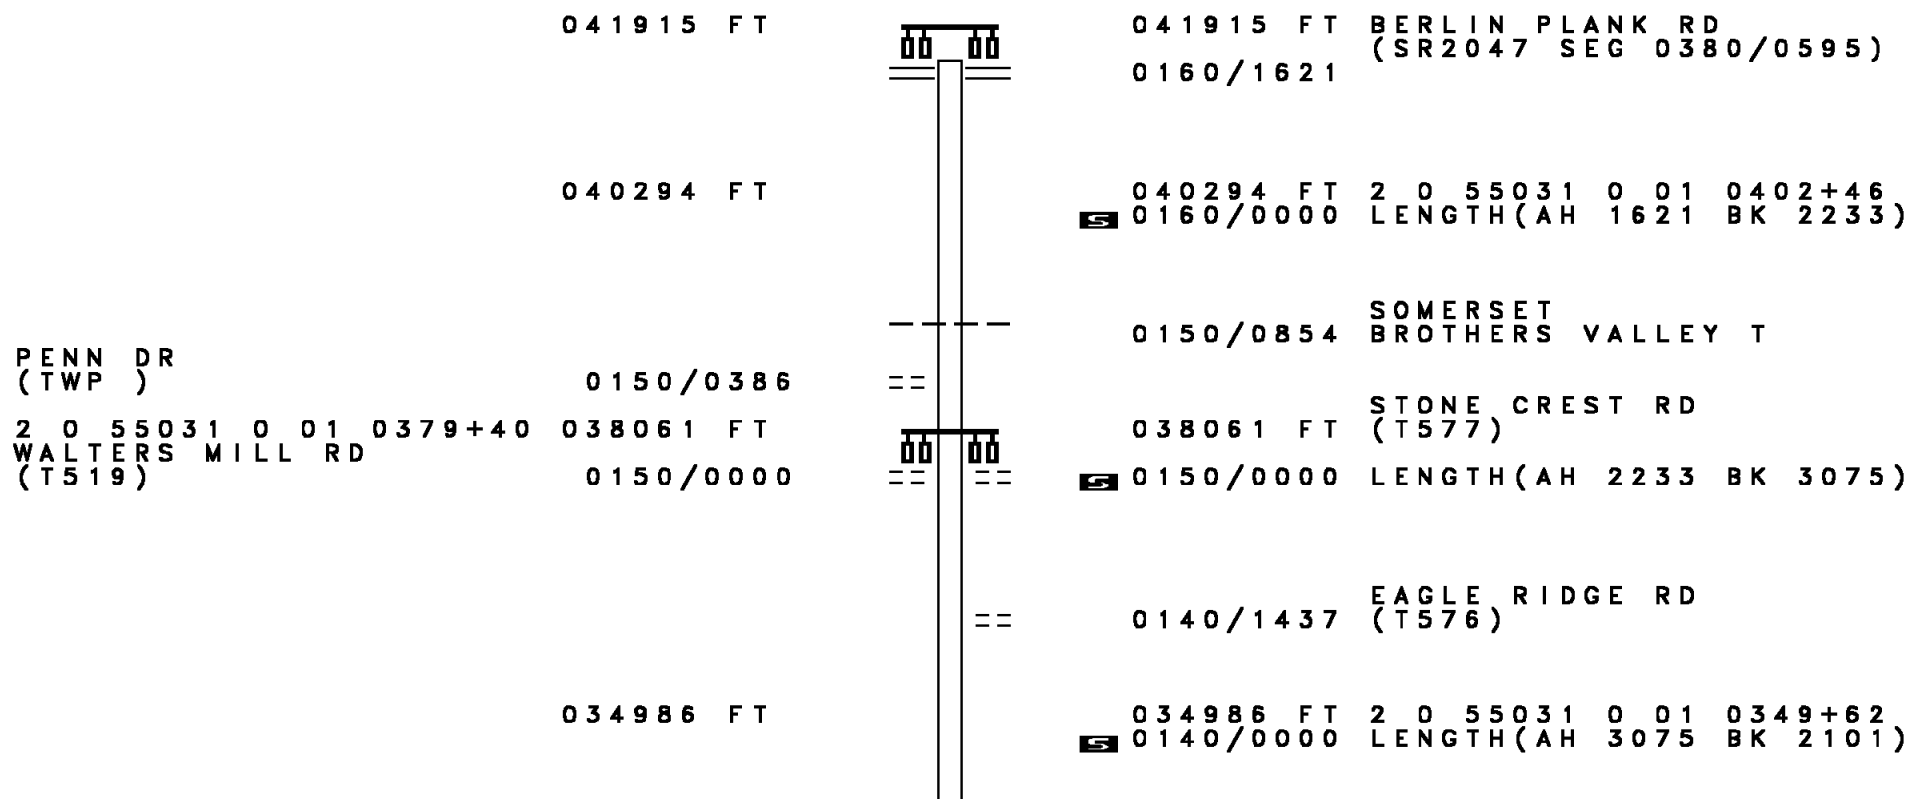 041915 FT 041915 FT BERLIN PLANK RD
(SR2047 SEG 0380/0595)
0160/1621
040294 FT 040294 FT 2 0 55031 0 01 0402+46
S 0160/0000 LENGTH(AH 1621 BK 2233)
SOMERSET
0150/0854 BROTHERS VALLEY T
PENN DR
(TWP ) 0150/0386
STONE CREST RD
2 0 55031 0 01 0379+40 038061 FT 038061 FT (T577)
WALTERS MILL RD
(T519) 0150/0000 S 0150/0000 LENGTH(AH 2233 BK 3075)
EAGLE RIDGE RD
0140/1437 (T576)
034986 FT 034986 FT 2 0 55031 0 01 0349+62
S 0140/0000 LENGTH(AH 3075 BK 2101)